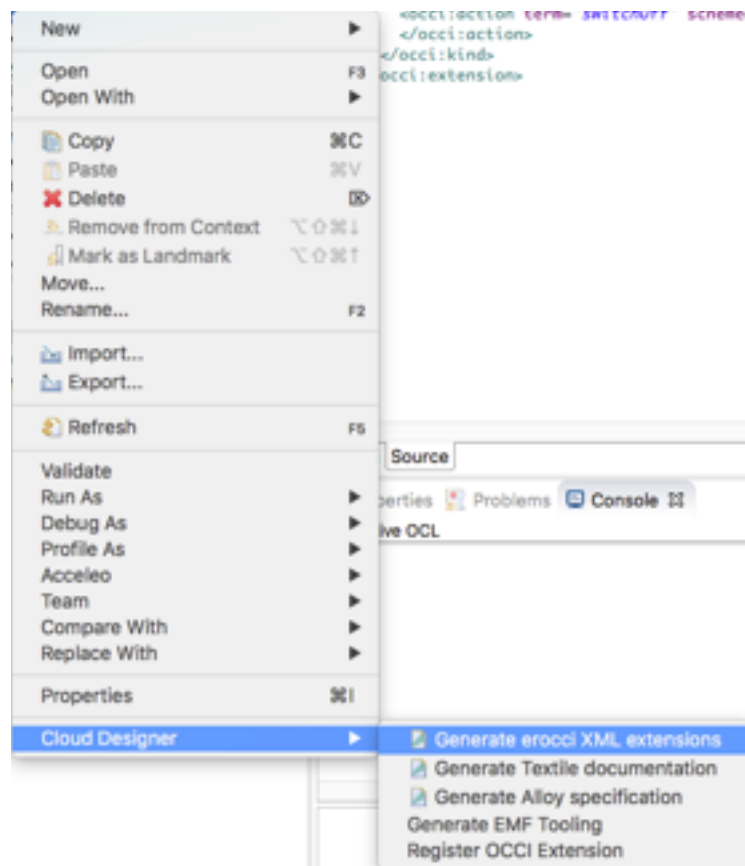 New
Open F3
Open With
Copy ⌘C
Paste ⌘V
Delete ⌦
Remove from Context ⌥⇧⌘↓
Mark as Landmark ⌥⇧⌘↑
Move...
Rename... F2
Import...
Export...
Refresh F5
Validate
Run As
Debug As
Profile As
Acceleo
Team
Compare With
Replace With
Properties ⌘I
Cloud Designer
Generate erocci XML extensions
Generate Textile documentation
Generate Alloy specification
Generate EMF Tooling
Register OCCI Extension
<occi:action term="switchOff" scheme
</occi:action>
</occi:kind>
occi:extension>
Source
perties Problems Console
ive OCL